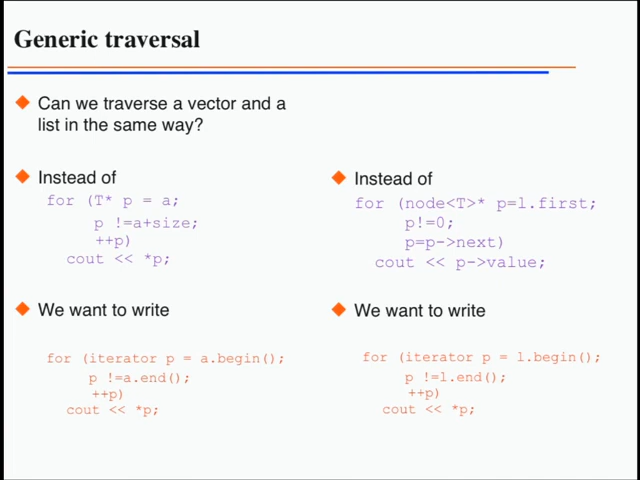 Generic traversal
Can we traverse a vector and a
list in the same way?
Instead of
for (T* p = a;
p !=a+size;
++p)
cout << *p;
We want to write
for (iterator p = a.begin();
p !=a.end();
++p)
cout << *p;
Instead of
for (node<T>* p=l.first;
p!=0;
p=p->next)
cout << p->value;
We want to write
for (iterator p = l.begin();
p !=l.end();
++p)
cout << *p;